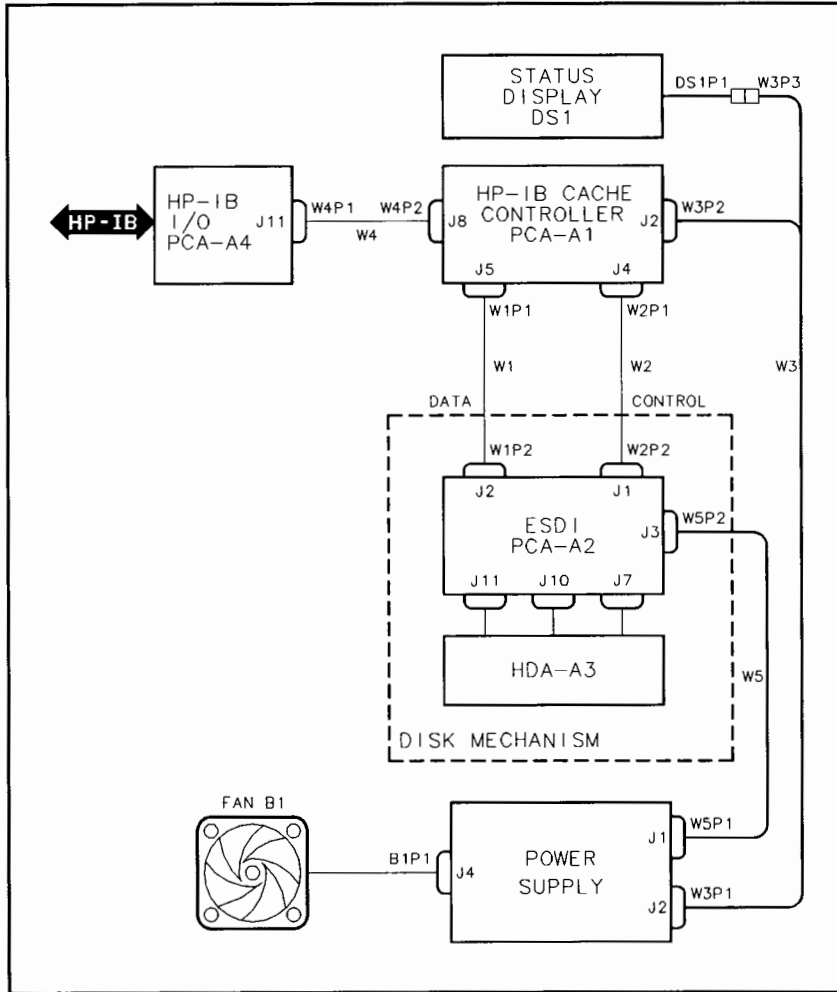 STATUS
DISPLAY
DS1
DS1P1
W3P3
HP-IB
HP-IB
I/O
PCA-A4
J11
W4P1
W4P2
W4
HP-IB CACHE
CONTROLLER
PCA-A1
J8
J2
W3P2
J5
J4
W1P1
W2P1
W1
W2
W3
DATA
CONTROL
W1P2
W2P2
J2
J1
ESDI
PCA-A2
J3
W5P2
J11
J10
J7
HDA-A3
W5
DISK MECHANISM
FAN B1
B1P1
J4
POWER
SUPPLY
J1
W5P1
J2
W3P1